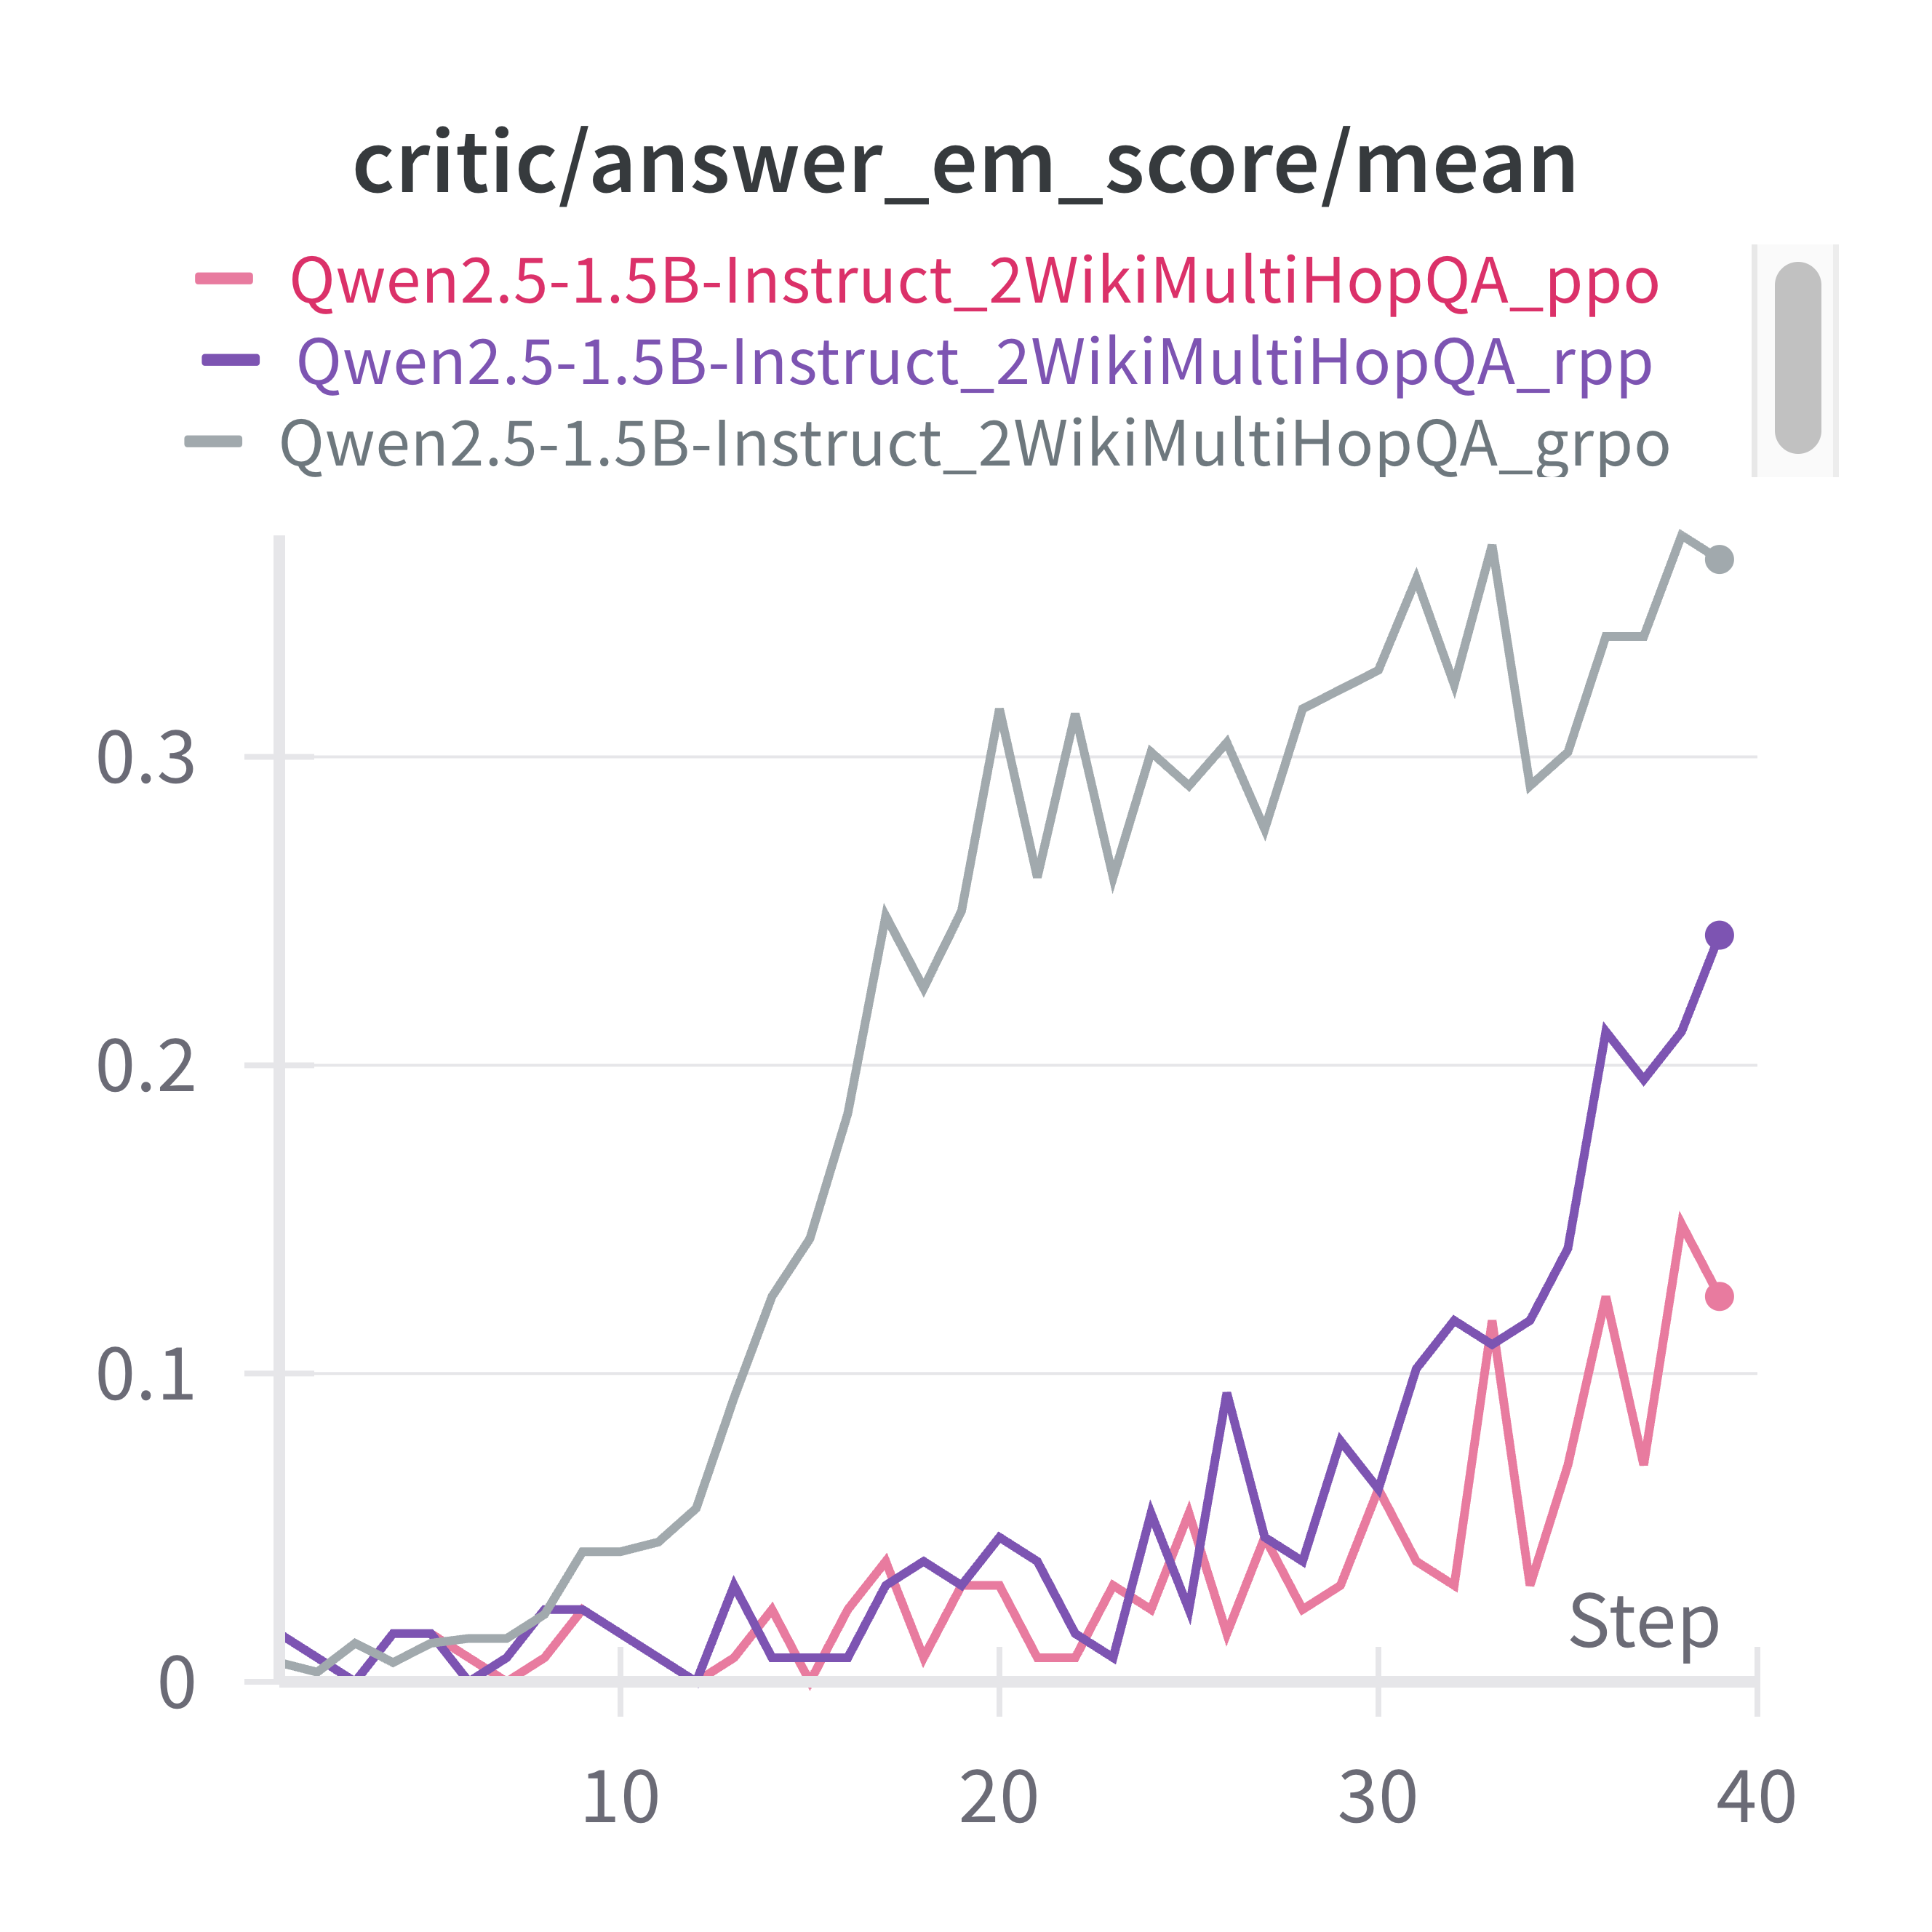 critic/answer_em_score/mean
Qwen2.5-1.5B-Instruct_2WikiMultiHopQA_ppo
Qwen2.5-1.5B-Instruct_2WikiMultiHopQA_rpp
Qwen2.5-1.5B-Instruct_2WikiMultiHopQA_grpo
0.3
0.2
0.1
0
Step
10 20 30 40